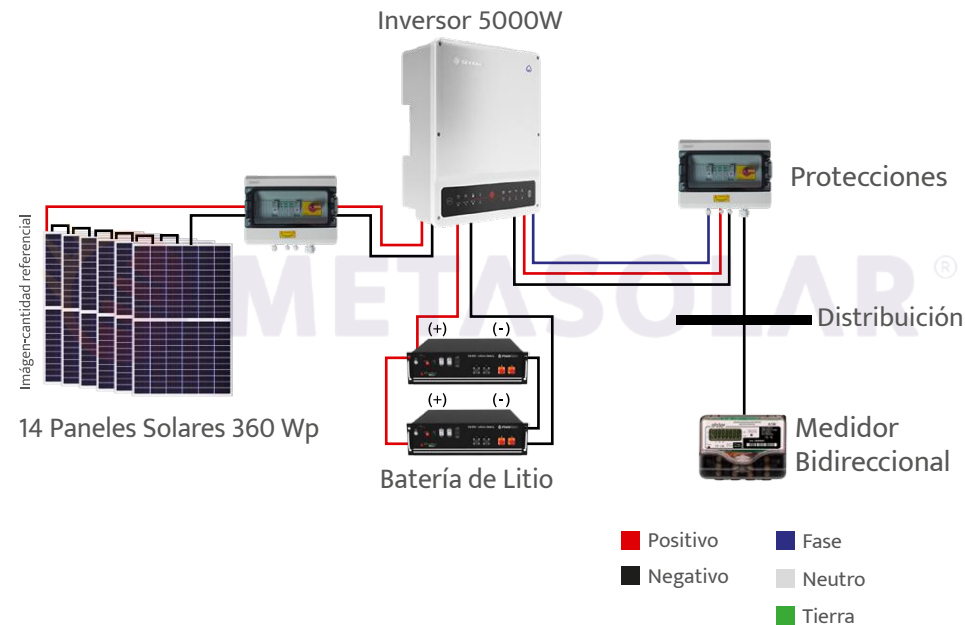 Inversor 5000W
Protecciones
Imágen-cantidad referencial
METASOLAR®
Distribuición
(+) (-)
(+) (-)
14 Paneles Solares 360 Wp
Batería de Litio
Medidor
Bidireccional
Positivo
Fase
Negativo
Neutro
Tierra